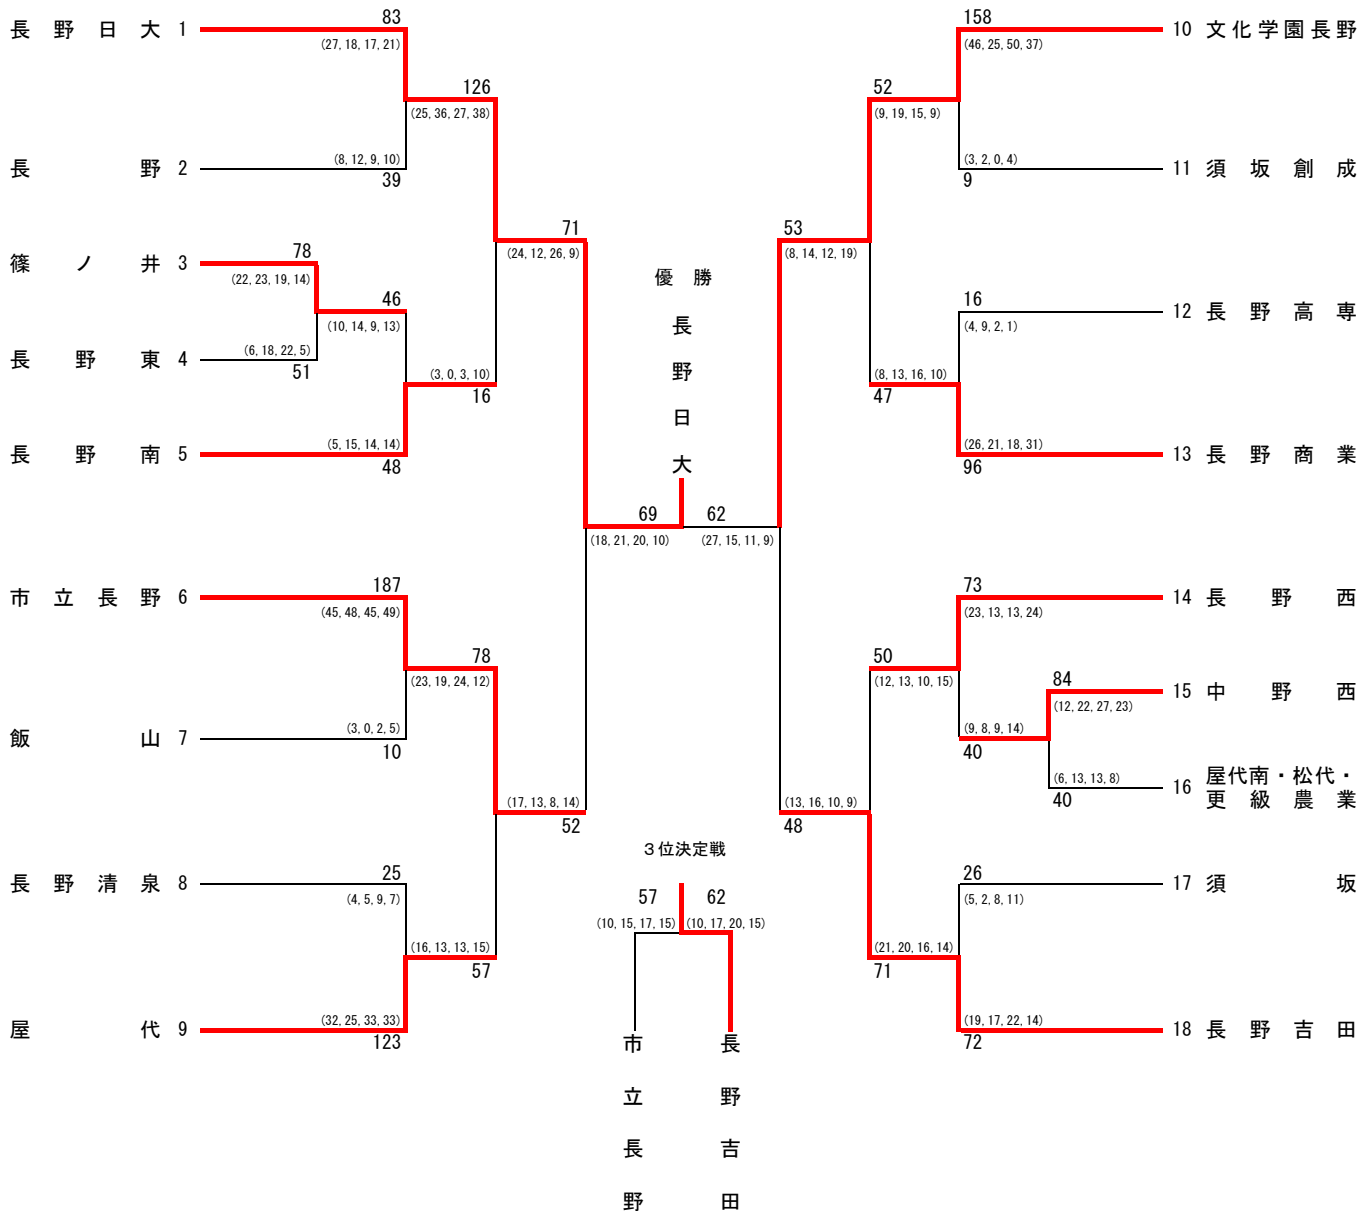 長野日大 1
83
(27, 18, 17, 21)
126
(25, 36, 27, 38)
長野 2
(8, 12, 9, 10)
39
篠ノ井 3
78
(22, 23, 19, 14)
46
(10, 14, 9, 13)
長野東 4
(6, 18, 22, 5)
51
(3, 0, 3, 10)
16
長野南 5
(5, 15, 14, 14)
48
71
(24, 12, 26, 9)
市立長野 6
187
(45, 48, 45, 49)
78
(23, 19, 24, 12)
飯山 7
(3, 0, 2, 5)
10
(17, 13, 8, 14)
52
長野清泉 8
25
(4, 5, 9, 7)
(16, 13, 13, 15)
57
屋代 9
(32, 25, 33, 33)
123
優勝
長野日大
69
(18, 21, 20, 10)
62
(27, 15, 11, 9)
3位決定戦
57
(10, 15, 17, 15)
62
(10, 17, 20, 15)
市立長野
長野吉田
158
10 文化学園長野
(46, 25, 50, 37)
52
(9, 19, 15, 9)
(3, 2, 0, 4)
11 須坂創成
9
53
(8, 14, 12, 19)
16
12 長野高専
(4, 9, 2, 1)
(8, 13, 16, 10)
47
(26, 21, 18, 31)
13 長野商業
96
73
14 長野西
(23, 13, 13, 24)
50
(12, 13, 10, 15)
84
15 中野西
(12, 22, 27, 23)
(9, 8, 9, 14)
40
(6, 13, 13, 8)
40
16 屋代南・松代・
更級農業
(13, 16, 10, 9)
48
26
17 須坂
(5, 2, 8, 11)
(21, 20, 16, 14)
71
(19, 17, 22, 14)
18 長野吉田
72